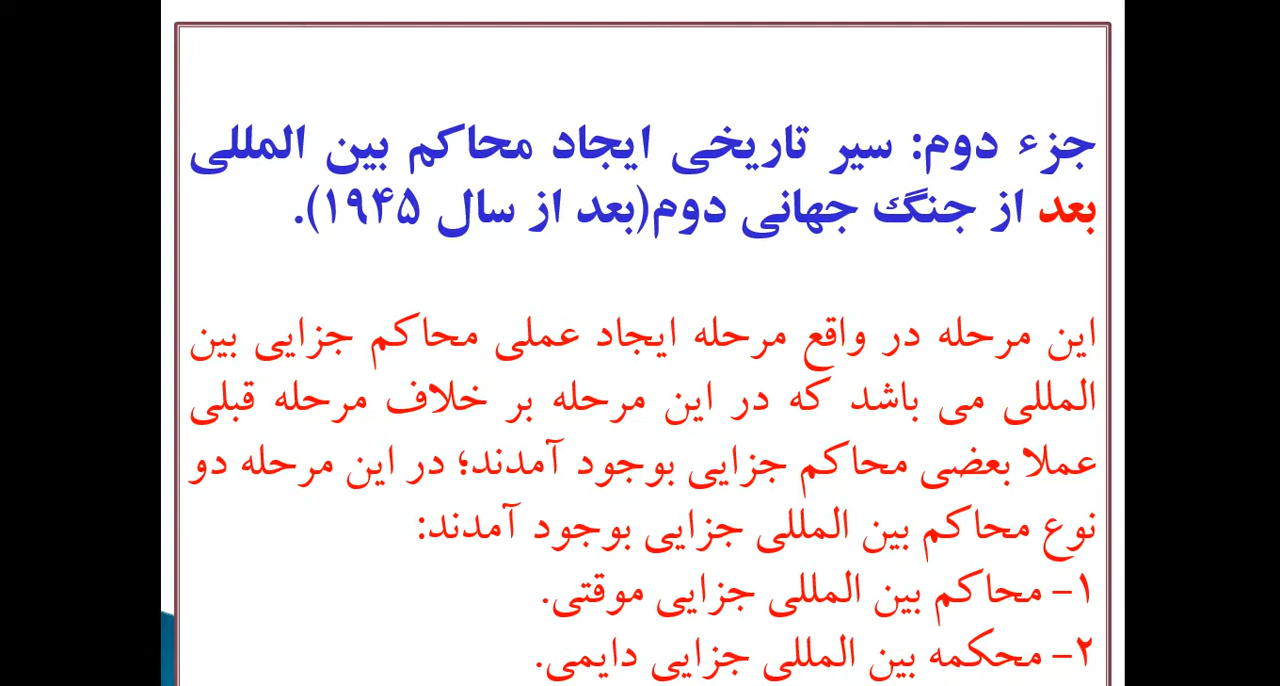 جزء دوم: سیر تاریخی ایجاد محاکم بین المللی
بعد از جنگ جهانی دوم(بعد از سال ۱۹۴۵).
این مرحله در واقع مرحله ایجاد عملی محاکم جزایی بین
المللی می باشد که در این مرحله بر خلاف مرحله قبلی
عملا بعضی محاکم جزایی بوجود آمدند؛ در این مرحله دو
نوع محاکم بین المللی جزایی بوجود آمدند:
۱- محاکم بین المللی جزایی موقتی.
۲- محکمه بین المللی جزایی دایمی.